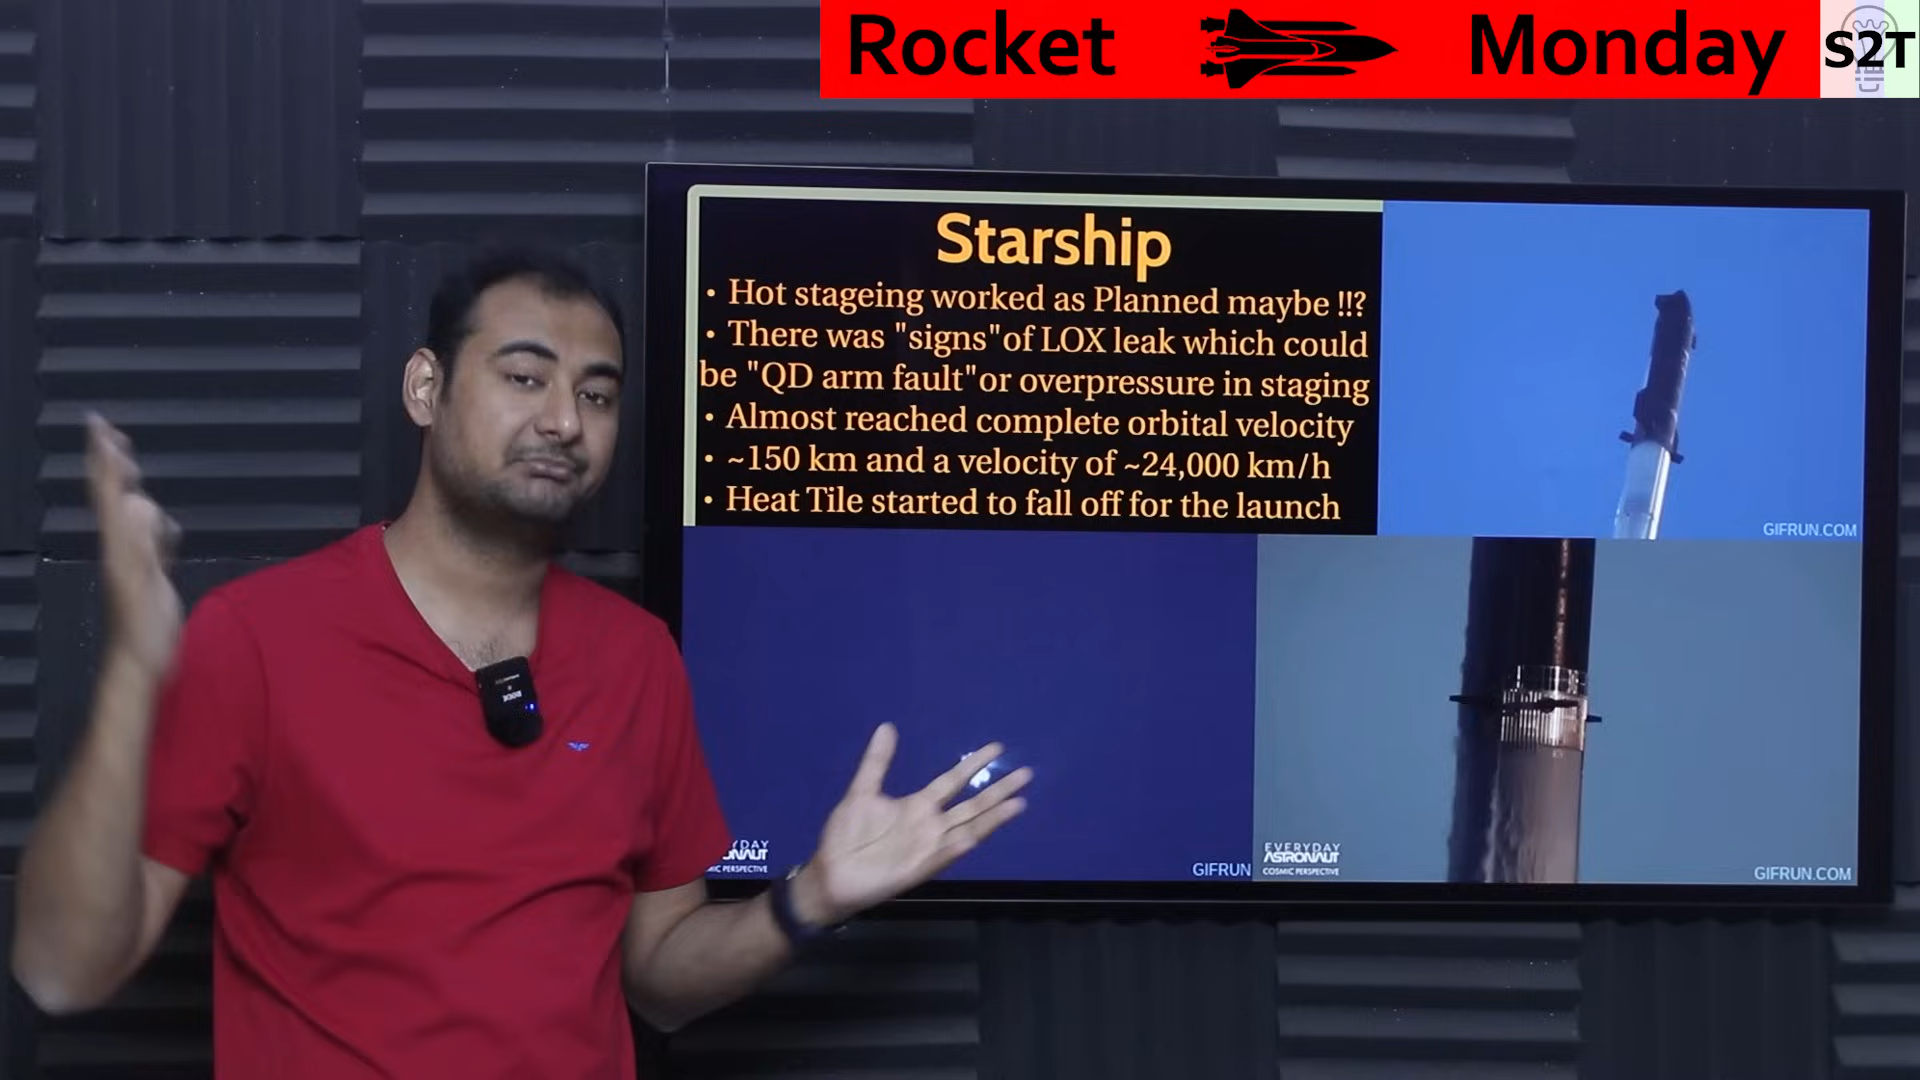 Rocket Monday S2T
Starship
• Hot stageing worked as Planned maybe !!?
• There was "signs"of LOX leak which could
be "QD arm fault"or overpressure in staging
• Almost reached complete orbital velocity
• ~150 km and a velocity of ~24,000 km/h
• Heat Tile started to fall off for the launch
GIFRUN.COM
GIFRUN
EVERYDAY
ASTRONAUT
COSMIC PERSPECTIVE
GIFRUN.COM
RODE